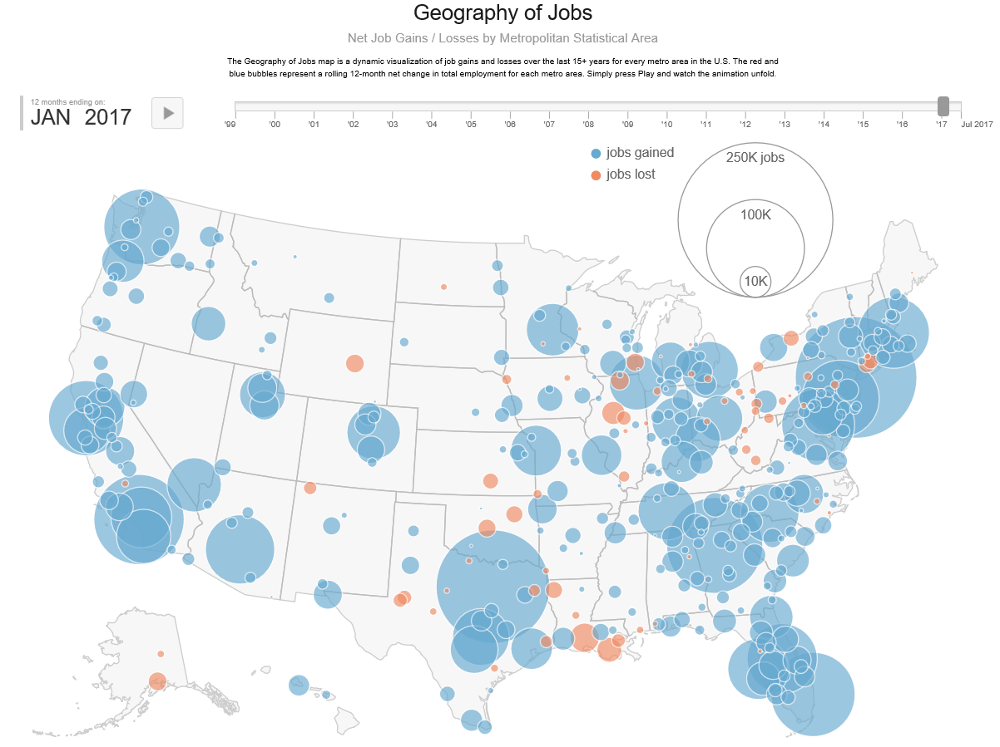 Geography of Jobs
Net Job Gains / Losses by Metropolitan Statistical Area
The Geography of Jobs map is a dynamic visualization of job gains and losses over the last 15+ years for every metro area in the U.S. The red and
blue bubbles represent a rolling 12-month net change in total employment for each metro area. Simply press Play and watch the animation unfold.
12 months ending on:
JAN 2017
'99 '00 '01 '02 '03 '04 '05 '06 '07 '08 '09 '10 '11 '12 '13 '14 '15 '16 '17 Jul 2017
jobs gained
jobs lost
250K jobs
100K
10K